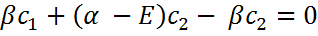 βc₁ + (α − E)c₂ − βc₂ = 0